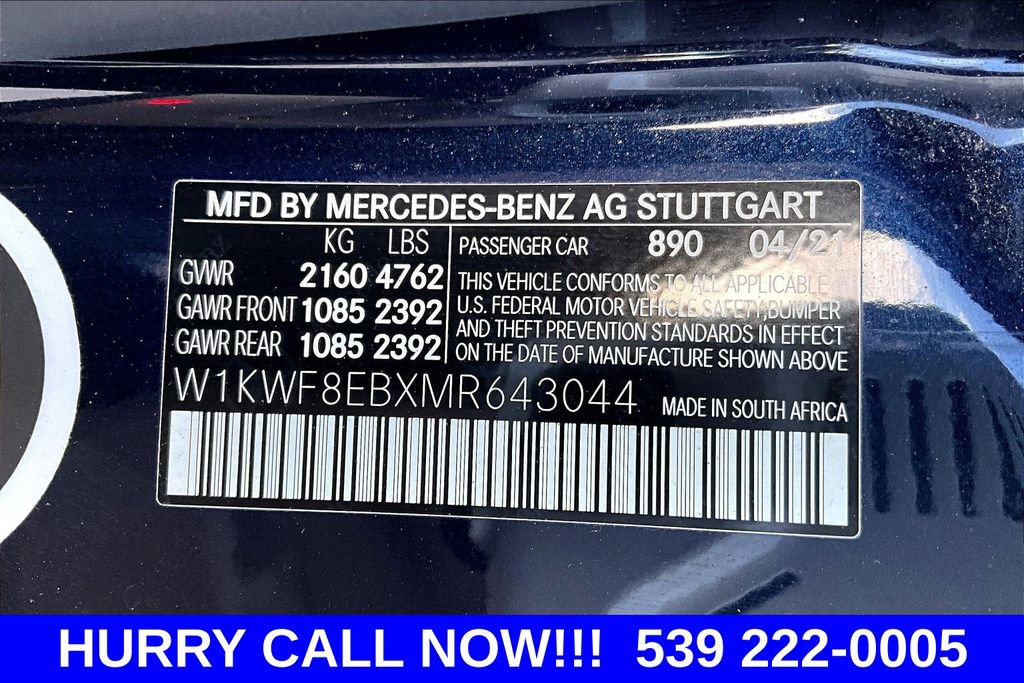 MFD BY MERCEDES-BENZ AG STUTTGART
KG LBS
GVWR 2160 4762
GAWR FRONT 1085 2392
GAWR REAR 1085 2392
PASSENGER CAR 890 04/21
THIS VEHICLE CONFORMS TO ALL APPLICABLE
U.S. FEDERAL MOTOR VEHICLE SAFETY,BUMPER
AND THEFT PREVENTION STANDARDS IN EFFECT
ON THE DATE OF MANUFACTURE SHOWN ABOVE
W1KWF8EBXMR643044 MADE IN SOUTH AFRICA
HURRY CALL NOW!!! 539 222-0005